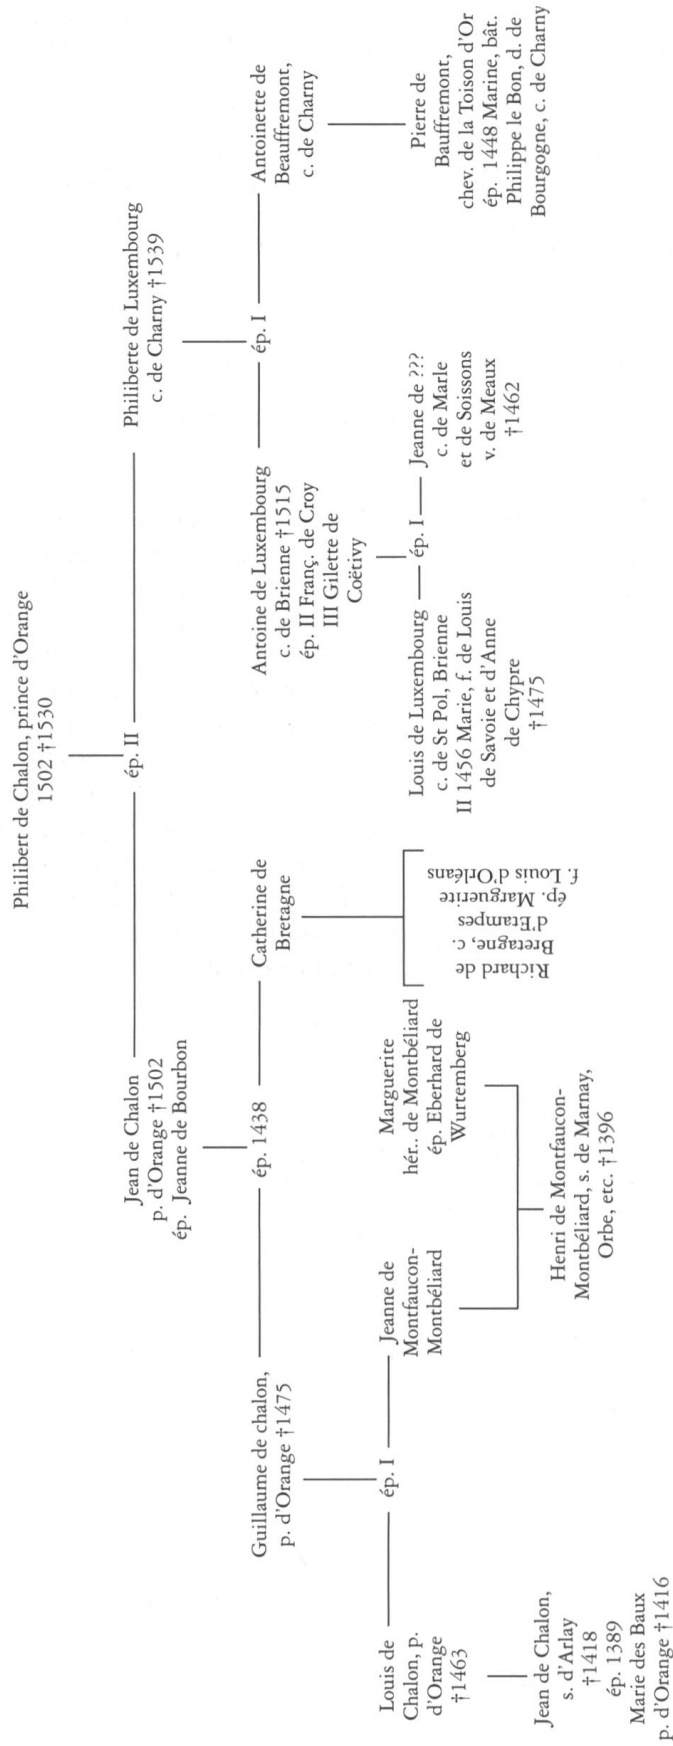 Philibert de Chalon, prince d'Orange
1502 †1530
Jean de Chalon
p. d'Orange †1502
ép. Jeanne de Bourbon
ép. II
Philiberte de Luxembourg
c. de Charny †1539
Guillaume de chalon,
p. d'Orange †1475
ép. 1438
Catherine de
Bretagne
Antoine de Luxembourg
c. de Brienne †1515
ép. II Franç. de Croy
III Gilette de
Coëtivy
ép. I
Antoinette de
Beauffremont,
c. de Charny
Louis de
Chalon, p.
d'Orange
†1463
ép. I
Jeanne de
Montfaucon-
Montbéliard
Marguerite
hér.. de Montbéliard
ép. Eberhard de
Wurtemberg
Richard de
Bretagne, c.
d'Etampes
ép. Marguerite
f. Louis d'Orléans
Louis de Luxembourg
c. de St Pol, Brienne
II 1456 Marie, f. de Louis
de Savoie et d'Anne
de Chypre
†1475
ép. I
Jeanne de ???
c. de Marle
et de Soissons
v. de Meaux
†1462
Pierre de
Bauffremont,
chev. de la Toison d'Or
ép. 1448 Marine, bât.
Philippe le Bon, d. de
Bourgogne, c. de Charny
Jean de Chalon,
s. d'Arlay
†1418
ép. 1389
Marie des Baux
p. d'Orange †1416
Henri de Montfaucon-
Montbéliard, s. de Marnay,
Orbe, etc. †1396